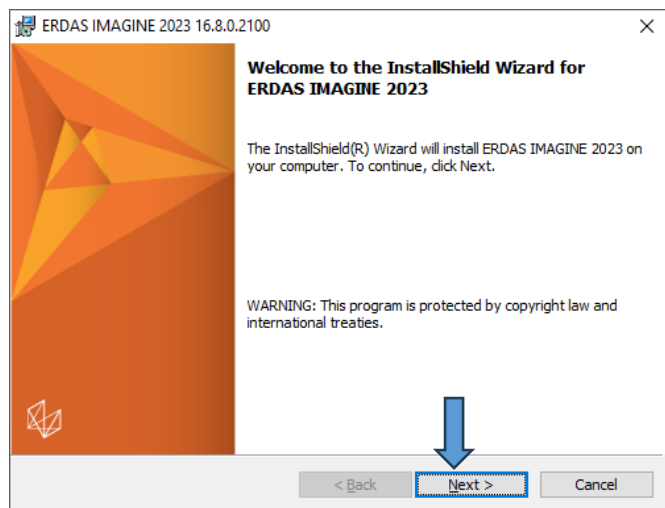 ERDAS IMAGINE 2023 16.8.0.2100
Welcome to the InstallShield Wizard for
ERDAS IMAGINE 2023
The InstallShield(R) Wizard will install ERDAS IMAGINE 2023 on
your computer. To continue, click Next.
WARNING: This program is protected by copyright law and
international treaties.
< Back Next > Cancel